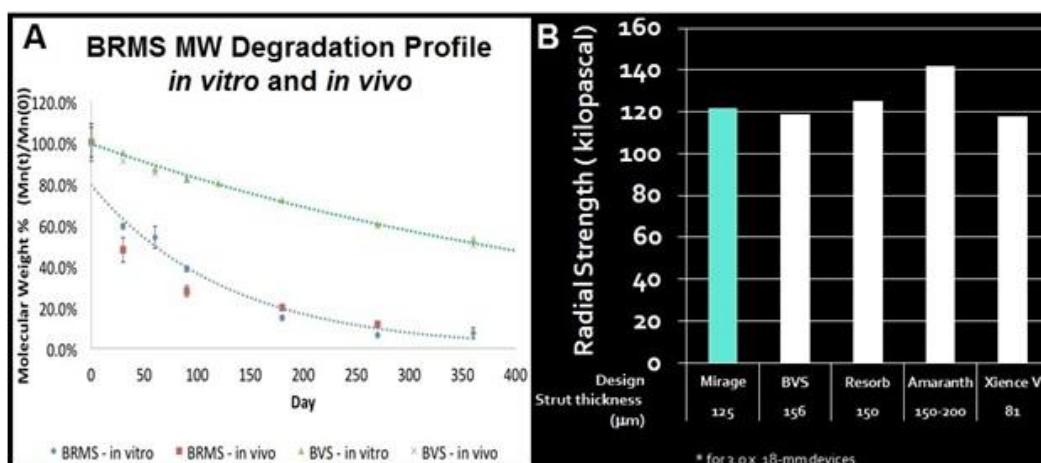 A
BRMS MW Degradation Profile
in vitro and in vivo
Molecular Weight % (Mn(t)/Mn(0))
120.0%
100.0%
80.0%
60.0%
40.0%
20.0%
0.0%
0 50 100 150 200 250 300 350 400
Day
BRMS - in vitro BRMS - in vivo BVS - in vitro BVS - in vivo
B
Radial Strength ( kilopascal)
160
140
120
100
80
60
40
20
0
Design Mirage BVS Resorb Amaranth Xience V
Strut thickness
(μm) 125 156 150 150-200 81
* for 3.0 x 18-mm devices